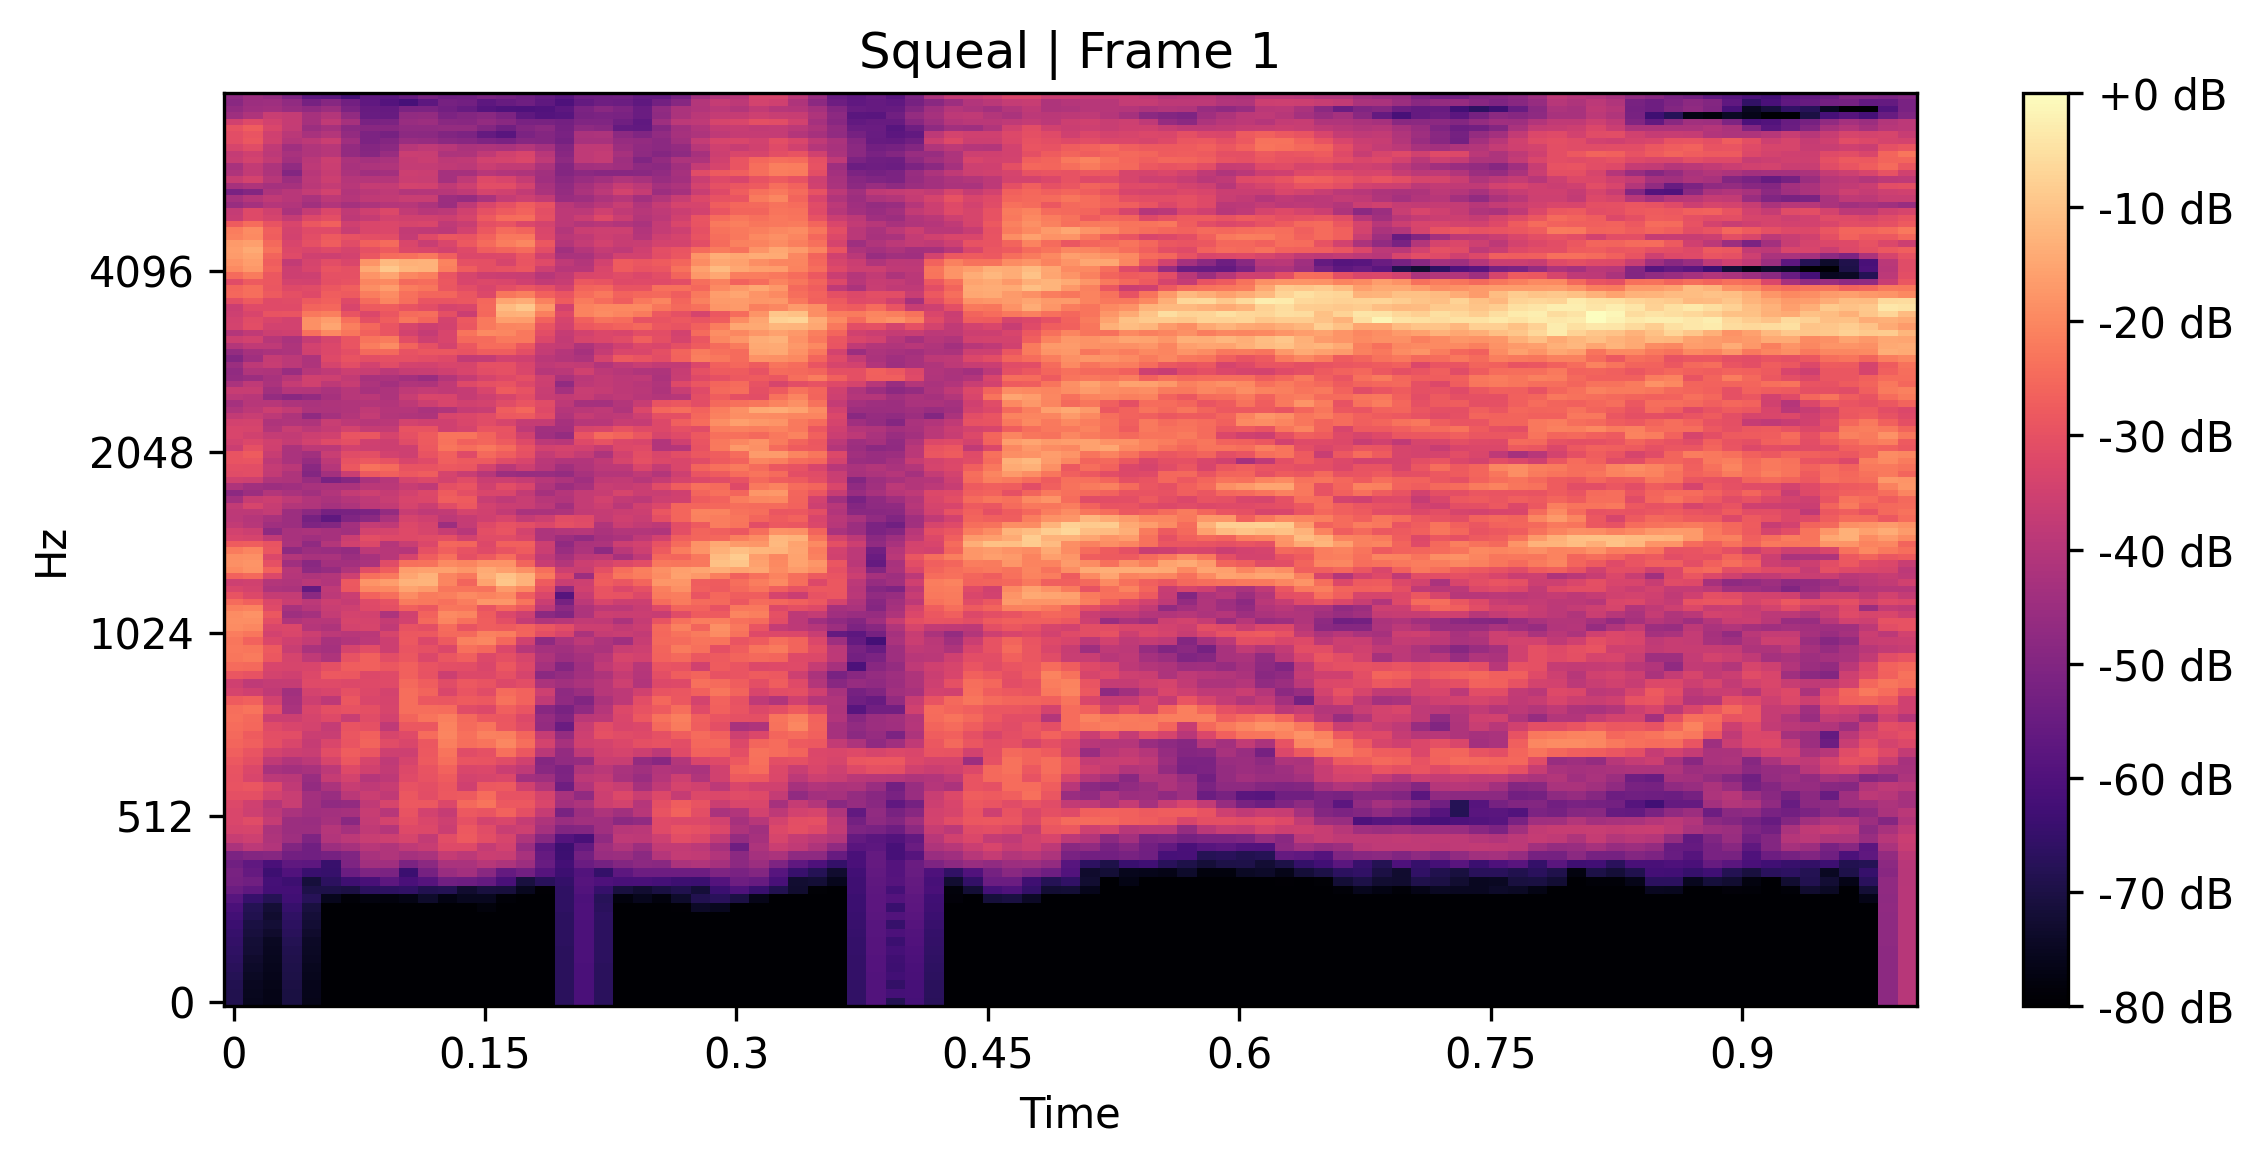 Squeal | Frame 1
Hz
4096
2048
1024
512
0
0 0.15 0.3 0.45 0.6 0.75 0.9
Time
+0 dB
-10 dB
-20 dB
-30 dB
-40 dB
-50 dB
-60 dB
-70 dB
-80 dB